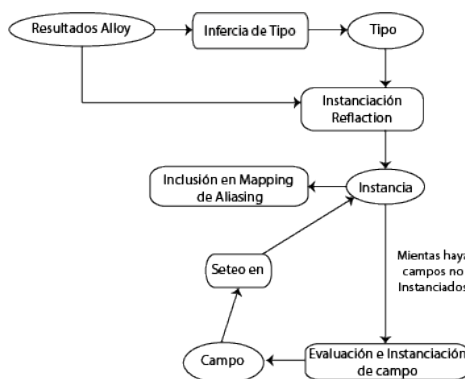 Resultados Alloy
Infercia de Tipo
Tipo
Instanciación
Reflaction
Inclusión en Mapping
de Aliasing
Instancia
Mientas haya
campos no
Instanciados
Seteo en
Campo
Evaluación e Instanciación
de campo